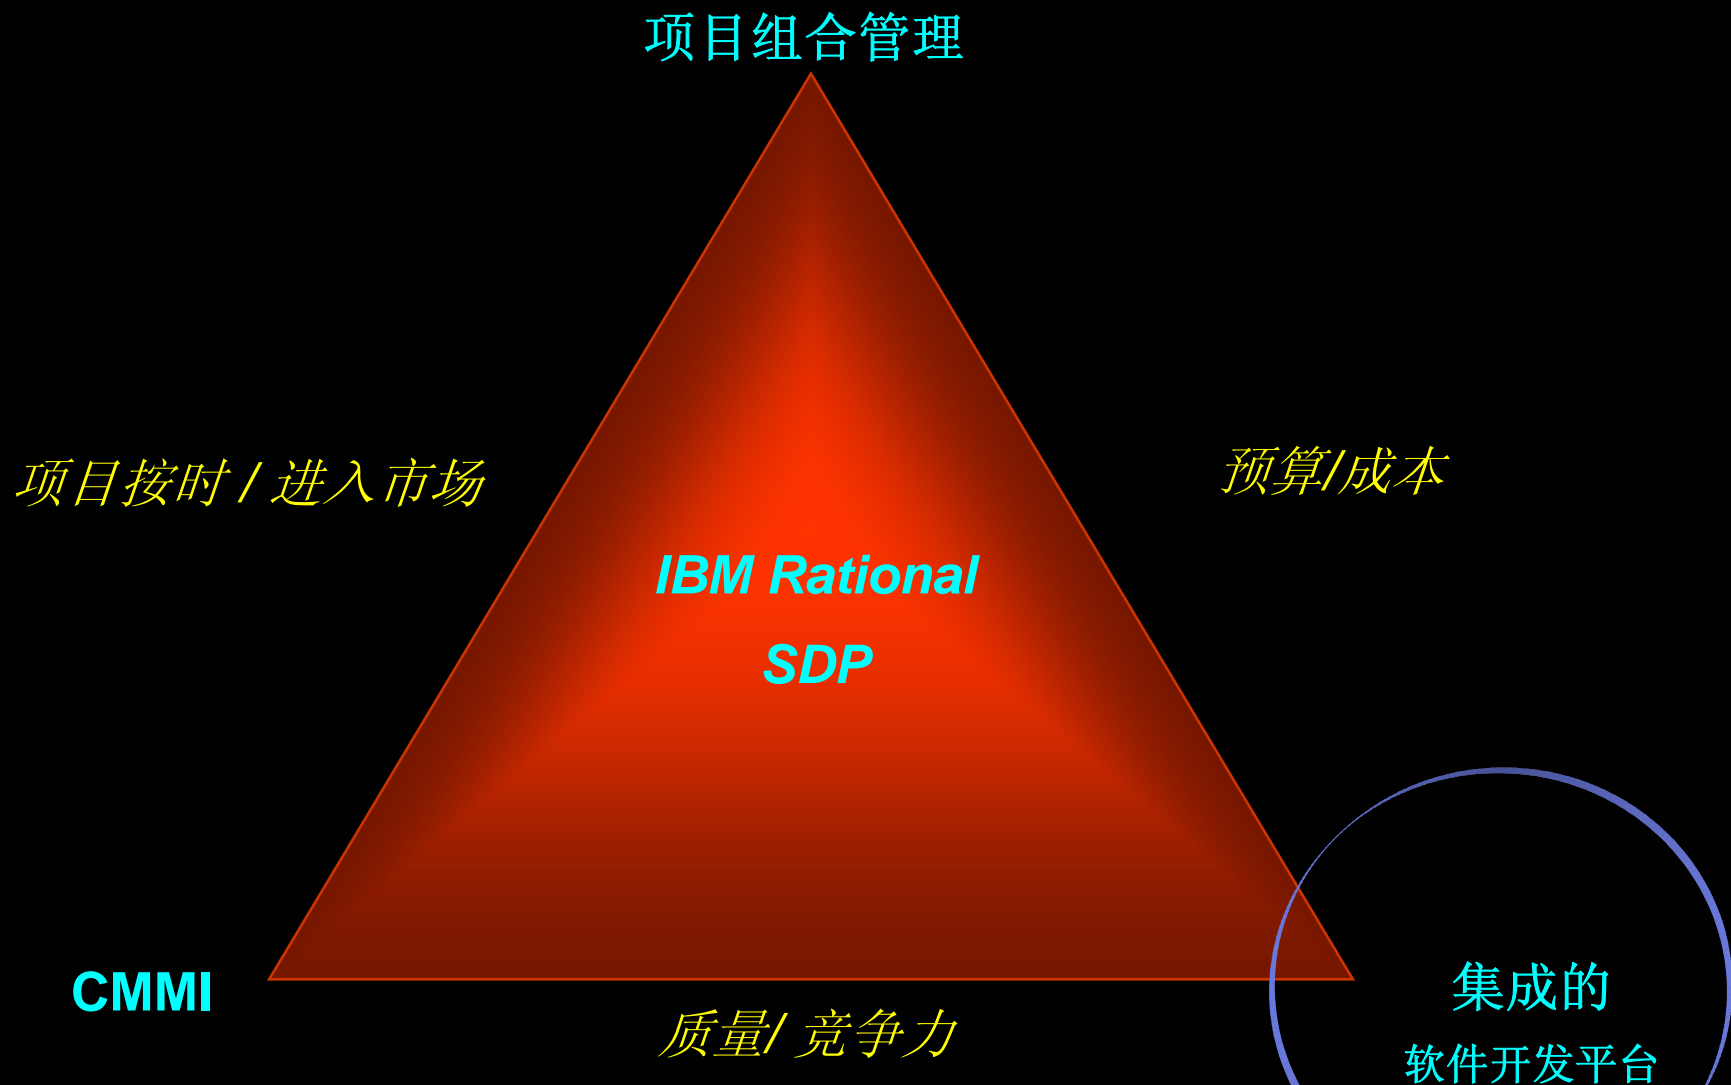 项目组合管理
项目按时 / 进入市场
预算/成本
IBM Rational
SDP
CMMI
集成的
软件开发平台
质量/ 竞争力